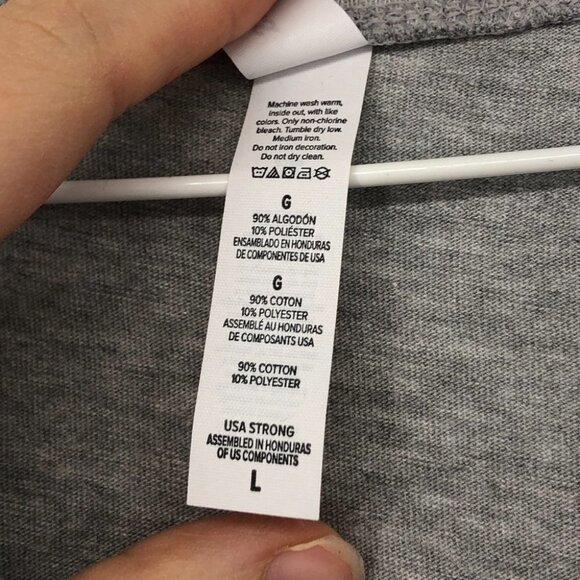 Machine wash warm,
inside out, with like
colors. Only non-chlorine
bleach. Tumble dry low.
Medium iron.
Do not iron decoration.
Do not dry clean.
G
90% ALGODÓN
10% POLIÉSTER
ENSAMBLADO EN HONDURAS
DE COMPONENTES DE USA
G
90% COTON
10% POLYESTER
ASSEMBLÉ AU HONDURAS
DE COMPOSANTS USA
90% COTTON
10% POLYESTER
USA STRONG
ASSEMBLED IN HONDURAS
OF US COMPONENTS
L